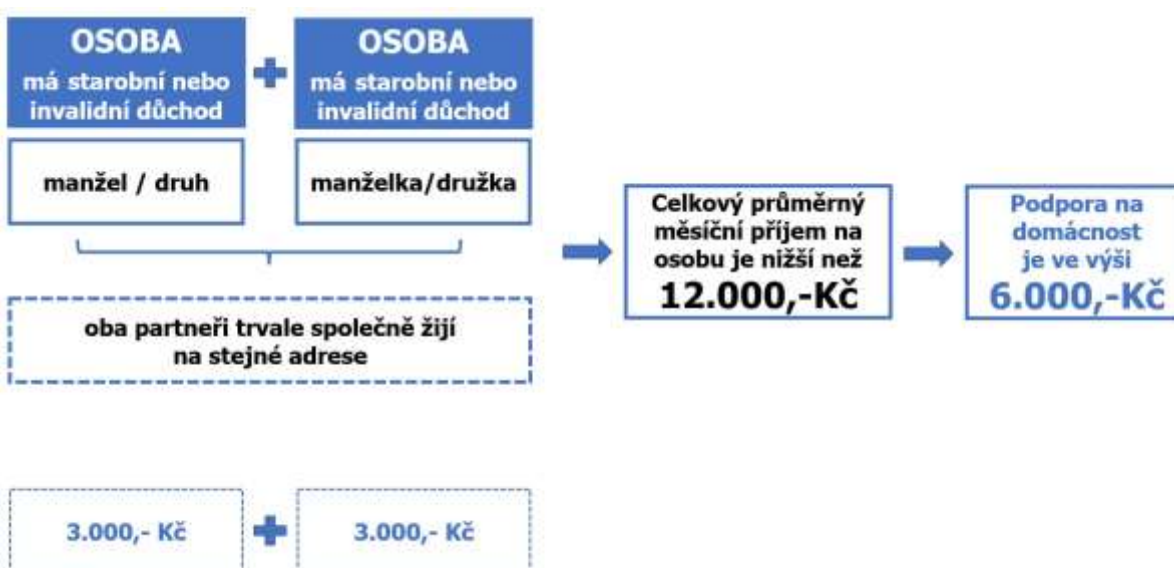 OSOBA
má starobní nebo
invalidní důchod
OSOBA
má starobní nebo
invalidní důchod
manžel / druh
manželka/družka
oba partneři trvale společně žijí
na stejné adrese
Celkový průměrný
měsíční příjem na
osobu je nižší než
12.000,-Kč
Podpora na
domácnost
je ve výši
6.000,-Kč
3.000,- Kč
3.000,- Kč